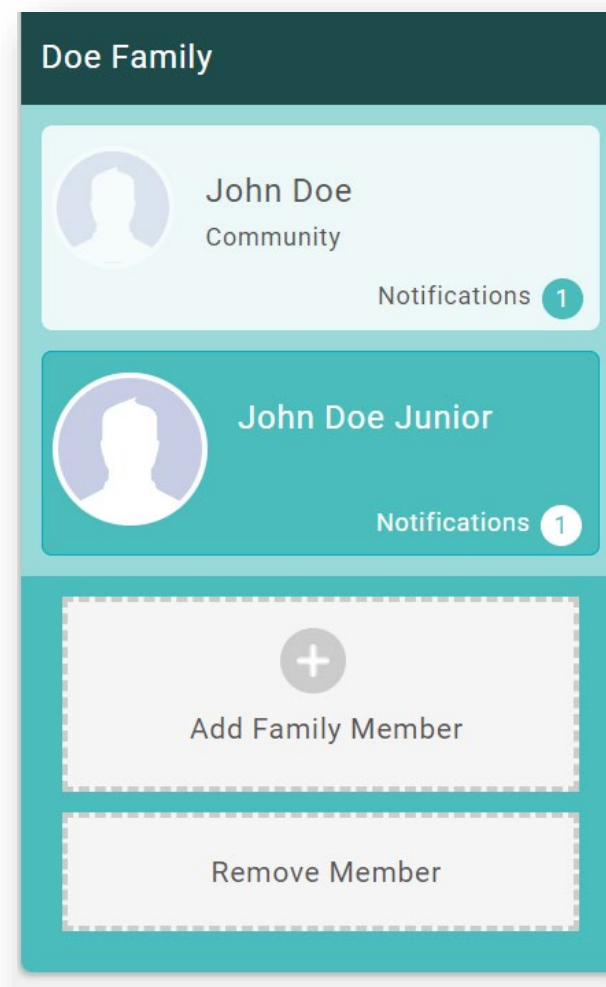 Doe Family
John Doe
Community
Notifications 1
John Doe Junior
Notifications 1
Add Family Member
Remove Member